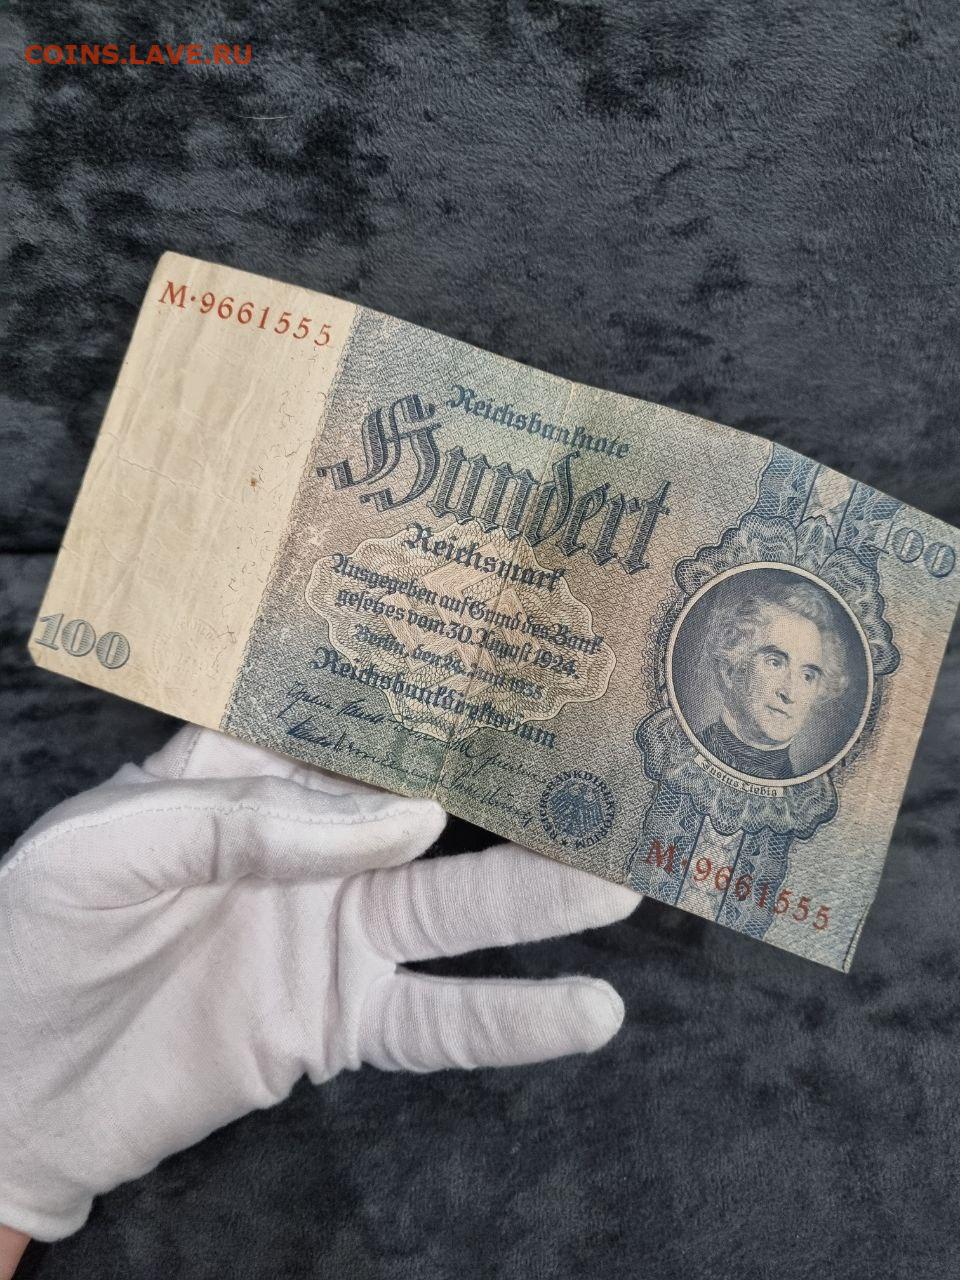 COINS.LAVE.RU
M·9661555
Reichsbanknote
Hundert
Reichsmark
Ausgegeben auf Grund des Bank-
gesetzes vom 30. August 1924.
Berlin, den 24. Juni 1935
Reichsbankdirektorium
100
100
Justus Liebig
REICHSBANKDIREKTORIUM
M·9661555